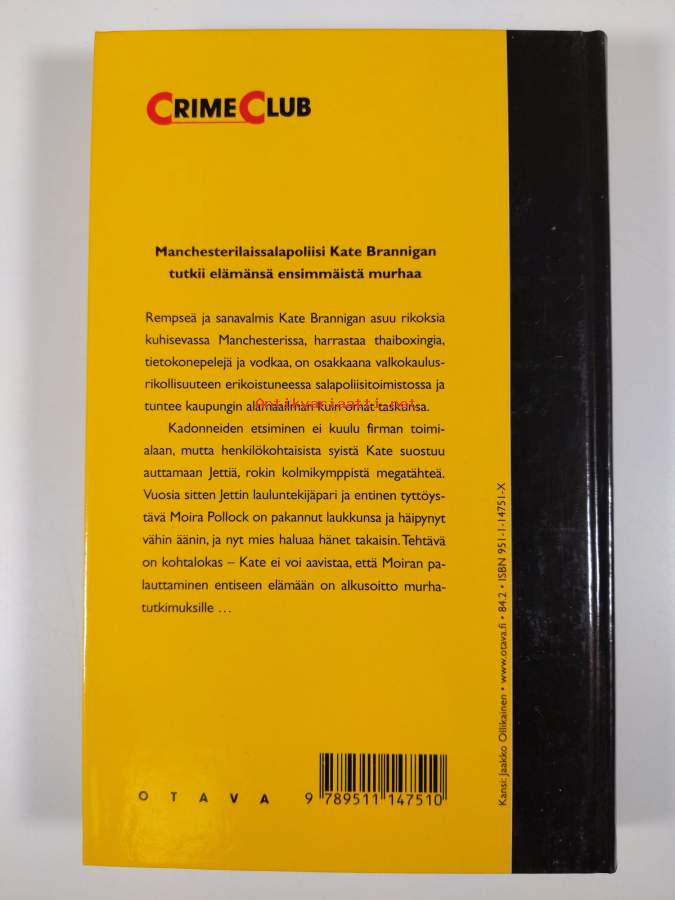 CRIME CLUB
Manchesterilaissalapoliisi Kate Brannigan
tutkii elämänsä ensimmäistä murhaa
Rempseä ja sanavalmis Kate Brannigan asuu rikoksia
kuhisevassa Manchesterissa, harrastaa thaiboxingia,
tietokonepelejä ja vodkaa, on osakkaana valkokaulus-
rikollisuuteen erikoistuneessa salapoliisitoimistossa ja
tuntee kaupungin alamaailman kuin omat taskunsa.
Antikvariaatti.net
Kadonneiden etsiminen ei kuulu firman toimi-
alaan, mutta henkilökohtaisista syistä Kate suostuu
auttamaan Jettiä, rokin kolmikymppistä megatähteä.
Vuosia sitten Jettin lauluntekijäpari ja entinen tyttöys-
tävä Moira Pollock on pakannut laukkunsa ja häipynyt
vähin äänin, ja nyt mies haluaa hänet takaisin. Tehtävä
on kohtalokas – Kate ei voi aavistaa, että Moiran pa-
lauttaminen entiseen elämään on alkusoitto murha-
tutkimuksille …
Kansi: Jaakko Ollikainen • www.otava.fi • 84.2 • ISBN 951-1-14751-X
OTAVA
9 789511 147510